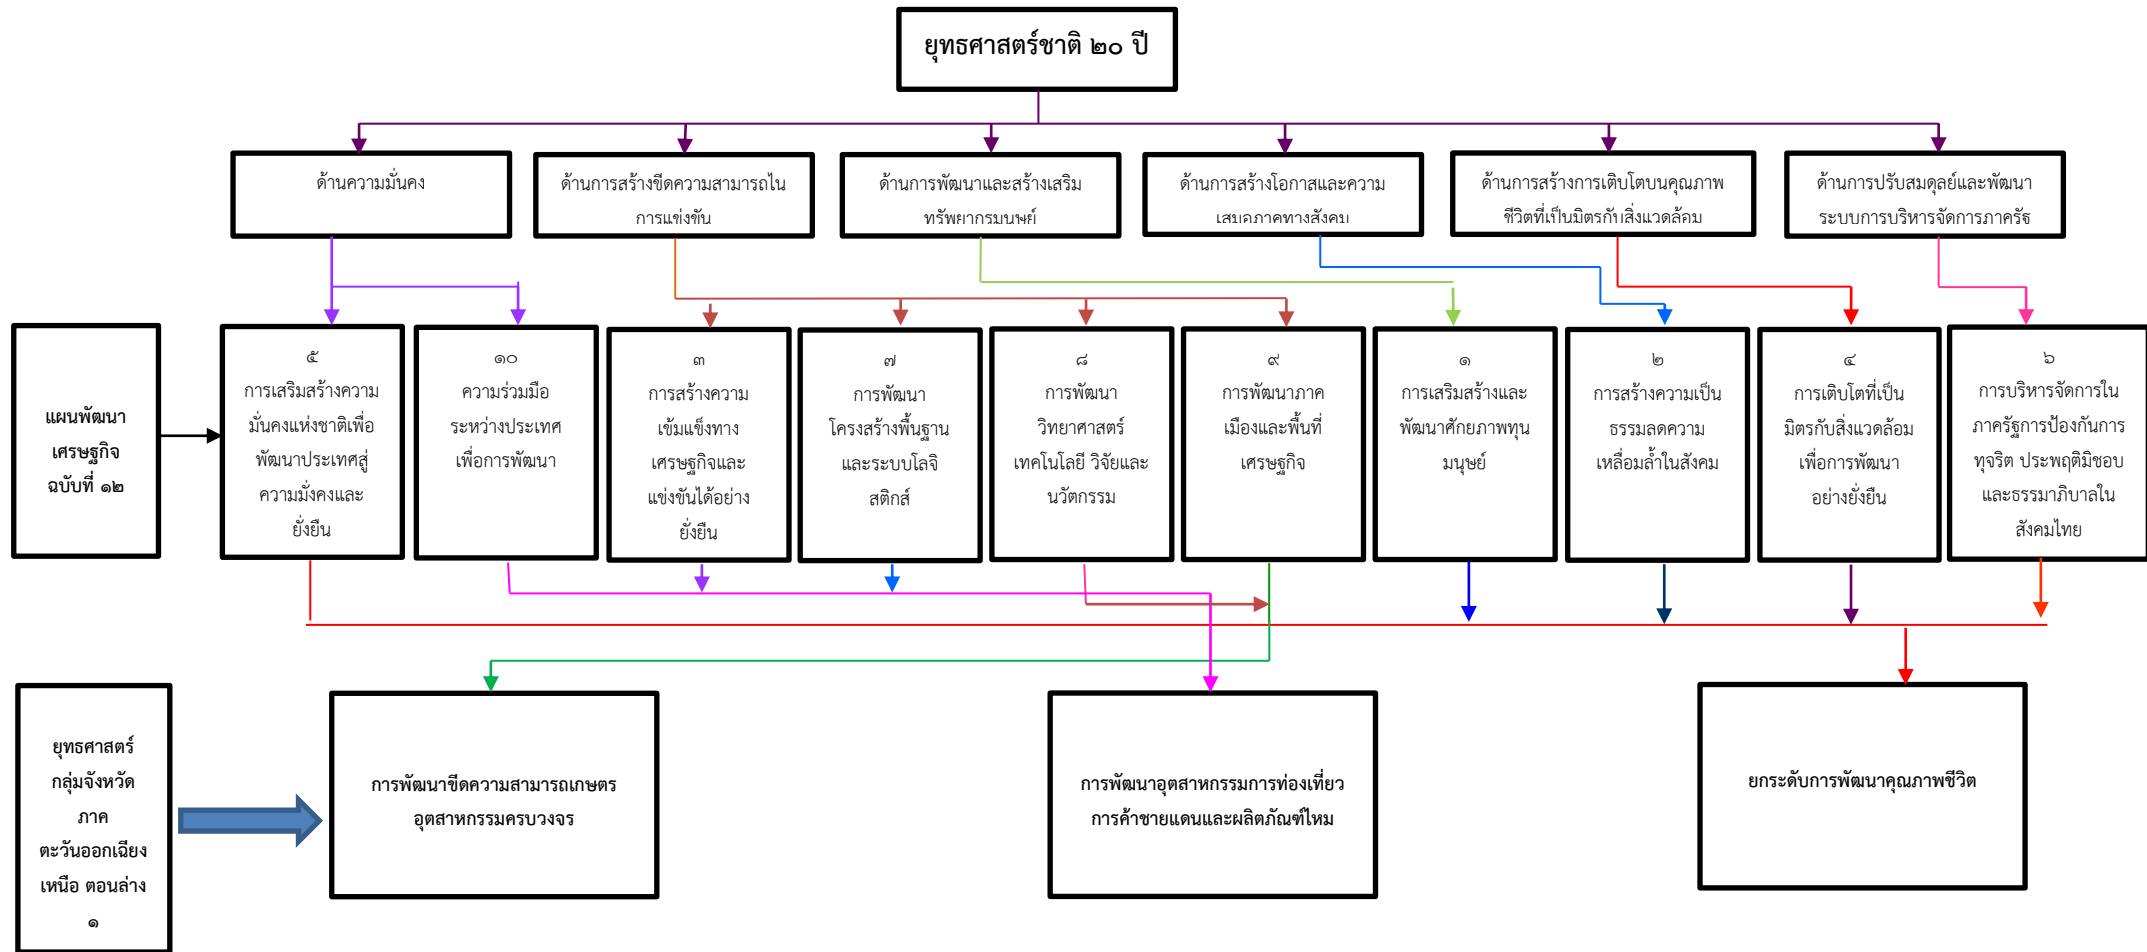 ยุทธศาสตร์ชาติ ๒๐ ปี
ด้านความมั่นคง
ด้านการสร้างขีดความสามารถใน
การแข่งขัน
ด้านการพัฒนาและสร้างเสริม
ทรัพยากรมนุษย์
ด้านการสร้างโอกาสและความ
เสมอภาคทางสังคม
ด้านการสร้างการเติบโตบนคุณภาพ
ชีวิตที่เป็นมิตรกับสิ่งแวดล้อม
ด้านการปรับสมดุลย์และพัฒนา
ระบบการบริหารจัดการภาครัฐ
แผนพัฒนา
เศรษฐกิจ
ฉบับที่ ๑๒
๕
การเสริมสร้างความ
มั่นคงแห่งชาติเพื่อ
พัฒนาประเทศสู่
ความมั่งคงและ
ยั่งยืน
๑๐
ความร่วมมือ
ระหว่างประเทศ
เพื่อการพัฒนา
๓
การสร้างความ
เข้มแข็งทาง
เศรษฐกิจและ
แข่งขันได้อย่าง
ยั่งยืน
๗
การพัฒนา
โครงสร้างพื้นฐาน
และระบบโลจิ
สติกส์
๘
การพัฒนา
วิทยาศาสตร์
เทคโนโลยี วิจัยและ
นวัตกรรม
๙
การพัฒนาภาค
เมืองและพื้นที่
เศรษฐกิจ
๑
การเสริมสร้างและ
พัฒนาศักยภาพทุน
มนุษย์
๒
การสร้างความเป็น
ธรรมลดความ
เหลื่อมล้ำในสังคม
๔
การเติบโตที่เป็น
มิตรกับสิ่งแวดล้อม
เพื่อการพัฒนา
อย่างยั่งยืน
๖
การบริหารจัดการใน
ภาครัฐการป้องกันการ
ทุจริต ประพฤติมิชอบ
และธรรมาภิบาลใน
สังคมไทย
ยุทธศาสตร์
กลุ่มจังหวัด
ภาค
ตะวันออกเฉียง
เหนือ ตอนล่าง
๑
การพัฒนาขีดความสามารถเกษตร
อุตสาหกรรมครบวงจร
การพัฒนาอุตสาหกรรมการท่องเที่ยว
การค้าชายแดนและผลิตภัณฑ์ไหม
ยกระดับการพัฒนาคุณภาพชีวิต